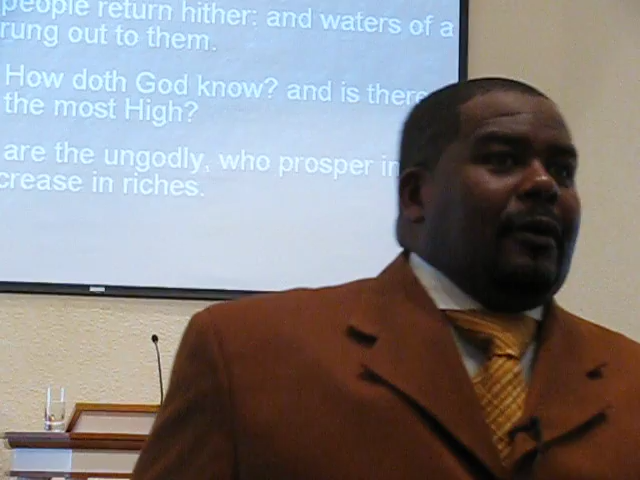 people return hither: and waters of a
rung out to them.
How doth God know? and is there
the most High?
are the ungodly, who prosper in
crease in riches.